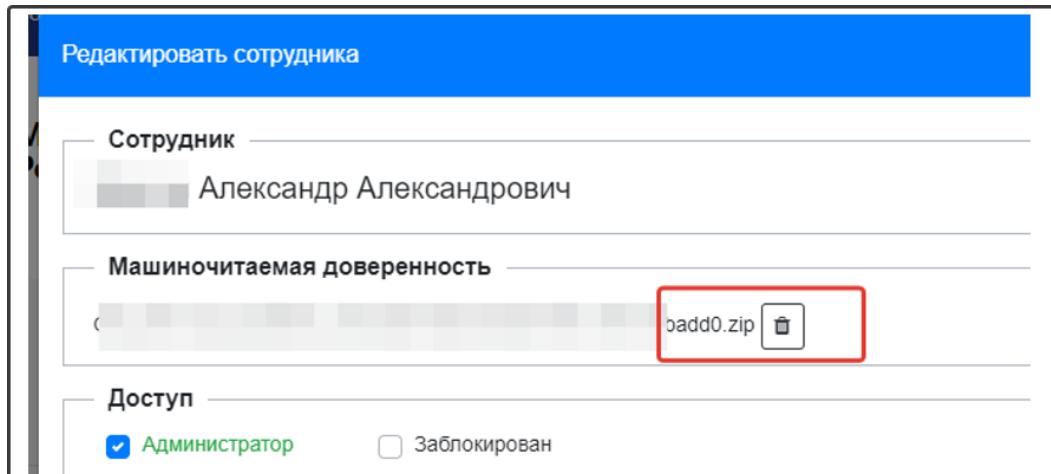 Редактировать сотрудника
Сотрудник
Александр Александрович
Машиночитаемая доверенность
badd0.zip
Доступ
Администратор
Заблокирован